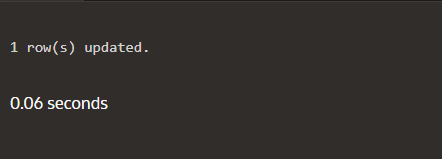 1 row(s) updated.
0.06 seconds